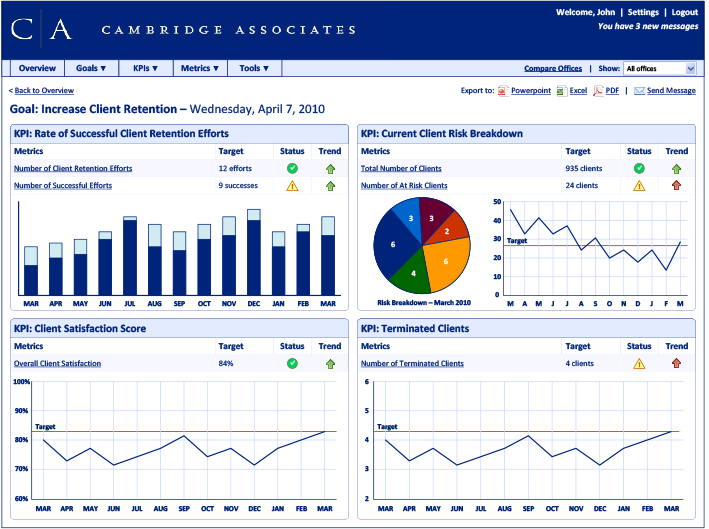 C A CAMBRIDGE ASSOCIATES
Welcome, John | Settings | Logout
You have 3 new messages
Overview Goals ▼ KPIs ▼ Metrics ▼ Tools ▼ Compare Offices | Show: All offices
< Back to Overview Export to: Powerpoint Excel PDF | Send Message
Goal: Increase Client Retention – Wednesday, April 7, 2010
KPI: Rate of Successful Client Retention Efforts
Metrics Target Status Trend
Number of Client Retention Efforts 12 efforts
Number of Successful Efforts 9 successes
MAR APR MAY JUN JUL AUG SEP OCT NOV DEC JAN FEB MAR
KPI: Current Client Risk Breakdown
Metrics Target Status Trend
Total Number of Clients 935 clients
Number of At Risk Clients 24 clients
3 3
2
6 6
4
Risk Breakdown – March 2010
50
40
Target
30
20
10
0
M A M J J A S O N D J F M
KPI: Client Satisfaction Score
Metrics Target Status Trend
Overall Client Satisfaction 84%
100%
90%
Target
80%
70%
60%
MAR APR MAY JUN JUL AUG SEP OCT NOV DEC JAN FEB MAR
KPI: Terminated Clients
Metrics Target Status Trend
Number of Terminated Clients 4 clients
6
5
Target
4
3
2
MAR APR MAY JUN JUL AUG SEP OCT NOV DEC JAN FEB MAR